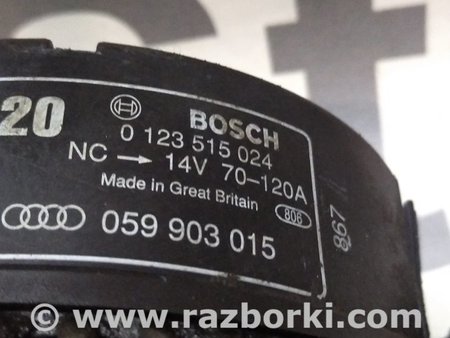 20
BOSCH
0 123 515 024
NC → 14V 70-120A
Made in Great Britain 806
059 903 015
867
© www.razborki.com